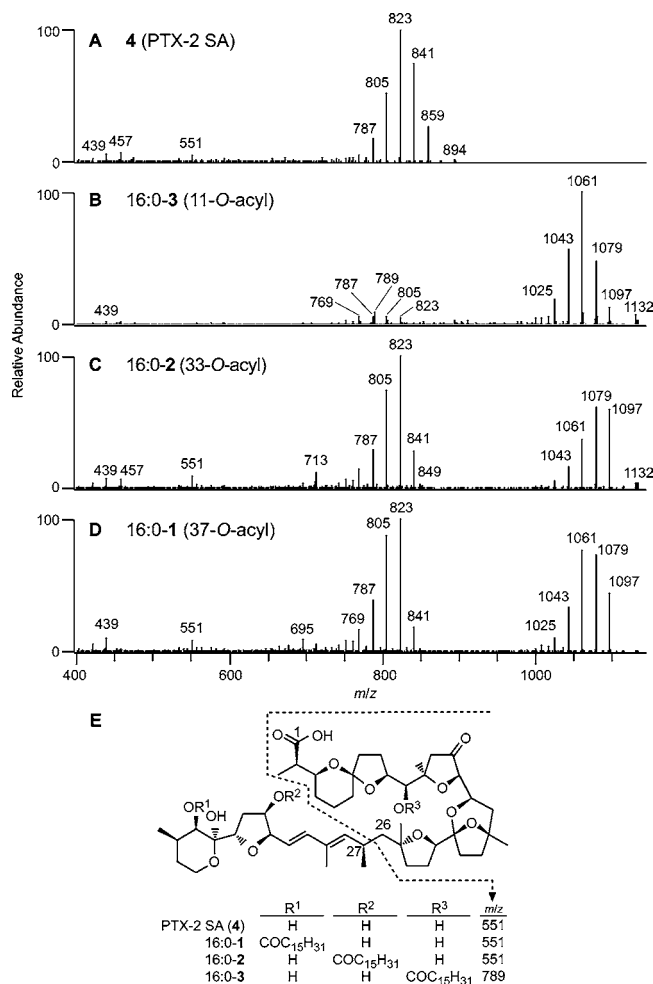 100
A 4 (PTX-2 SA)
823
841
805
859
787
894
551
457
439
0
100
B 16:0-3 (11-O-acyl)
1061
1043
1079
1025
1097
1132
787
789
769
805
823
439
0
Relative Abundance
100
C 16:0-2 (33-O-acyl)
823
805
1079
1097
1061
787
841
1043
713
551
849
439
457
1132
0
100
D 16:0-1 (37-O-acyl)
823
805
1061
1079
1097
787
1043
769
841
1025
695
551
439
0
400 600 800 1000
m/z
E
1
O
OH
O
O
O
O
OR3
O
OR1
OH
OR2
O
O
26
27
O
O
O
R1 R2 R3 m/z
PTX-2 SA (4) H H H 551
16:0-1 COC15H31 H H 551
16:0-2 H COC15H31 H 551
16:0-3 H H COC15H31 789